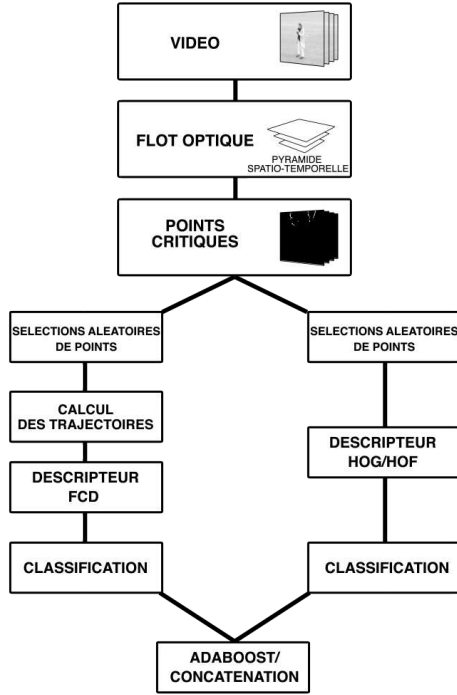 VIDEO
FLOT OPTIQUE
PYRAMIDE
SPATIO-TEMPORELLE
POINTS
CRITIQUES
SELECTIONS ALEATOIRES
DE POINTS
CALCUL
DES TRAJECTOIRES
DESCRIPTEUR
FCD
CLASSIFICATION
SELECTIONS ALEATOIRES
DE POINTS
DESCRIPTEUR
HOG/HOF
CLASSIFICATION
ADABOOST/
CONCATENATION